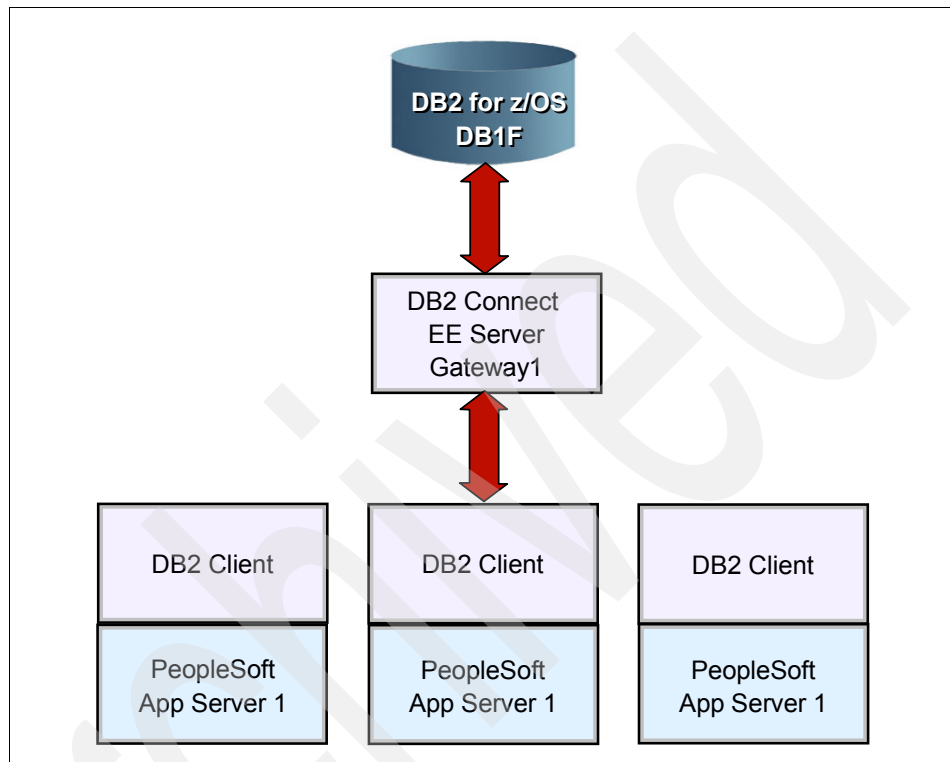 DB2 for z/OS
DB1F
DB2 Connect
EE Server
Gateway1
DB2 Client
DB2 Client
DB2 Client
PeopleSoft
App Server 1
PeopleSoft
App Server 1
PeopleSoft
App Server 1